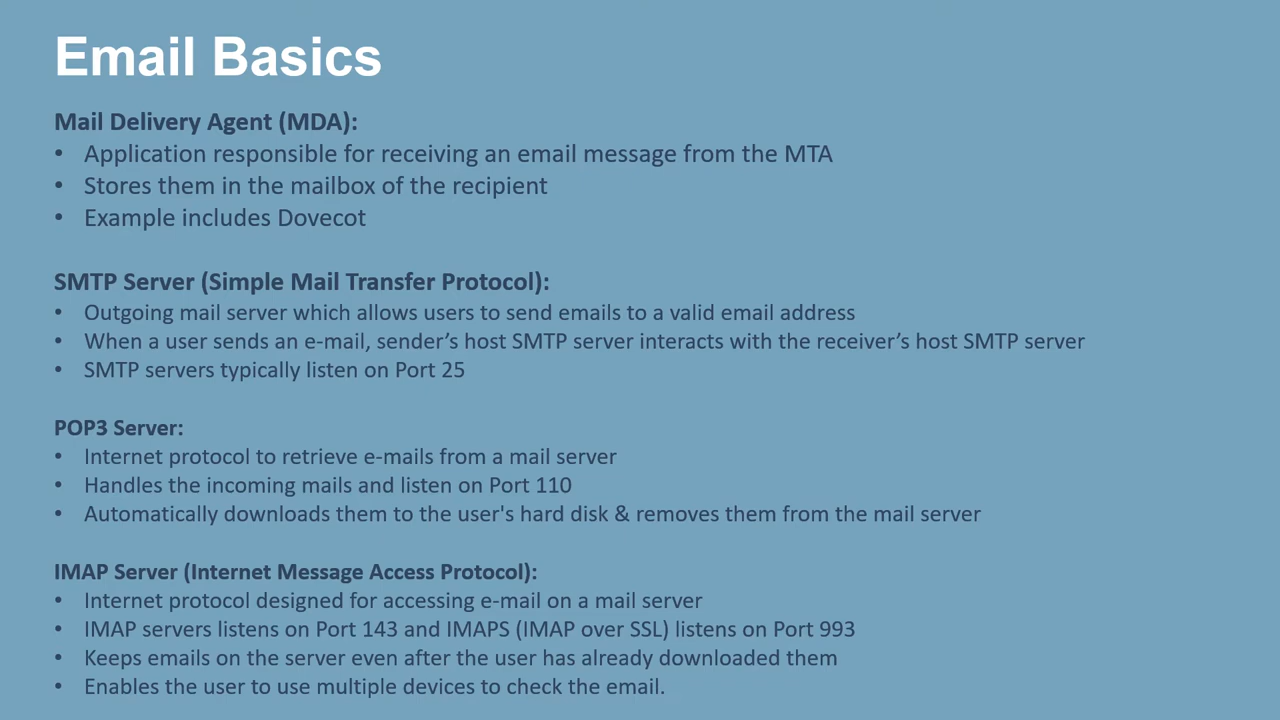 Email Basics
Mail Delivery Agent (MDA):
• Application responsible for receiving an email message from the MTA
• Stores them in the mailbox of the recipient
• Example includes Dovecot
SMTP Server (Simple Mail Transfer Protocol):
• Outgoing mail server which allows users to send emails to a valid email address
• When a user sends an e-mail, sender’s host SMTP server interacts with the receiver’s host SMTP server
• SMTP servers typically listen on Port 25
POP3 Server:
• Internet protocol to retrieve e-mails from a mail server
• Handles the incoming mails and listen on Port 110
• Automatically downloads them to the user's hard disk & removes them from the mail server
IMAP Server (Internet Message Access Protocol):
• Internet protocol designed for accessing e-mail on a mail server
• IMAP servers listens on Port 143 and IMAPS (IMAP over SSL) listens on Port 993
• Keeps emails on the server even after the user has already downloaded them
• Enables the user to use multiple devices to check the email.